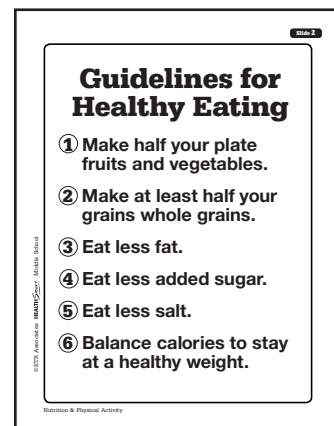 Slide 2
Guidelines for
Healthy Eating
1 Make half your plate
fruits and vegetables.
2 Make at least half your
grains whole grains.
3 Eat less fat.
4 Eat less added sugar.
5 Eat less salt.
6 Balance calories to stay
at a healthy weight.
©ETR Associates HEALTHSmart Middle School
Nutrition & Physical Activity